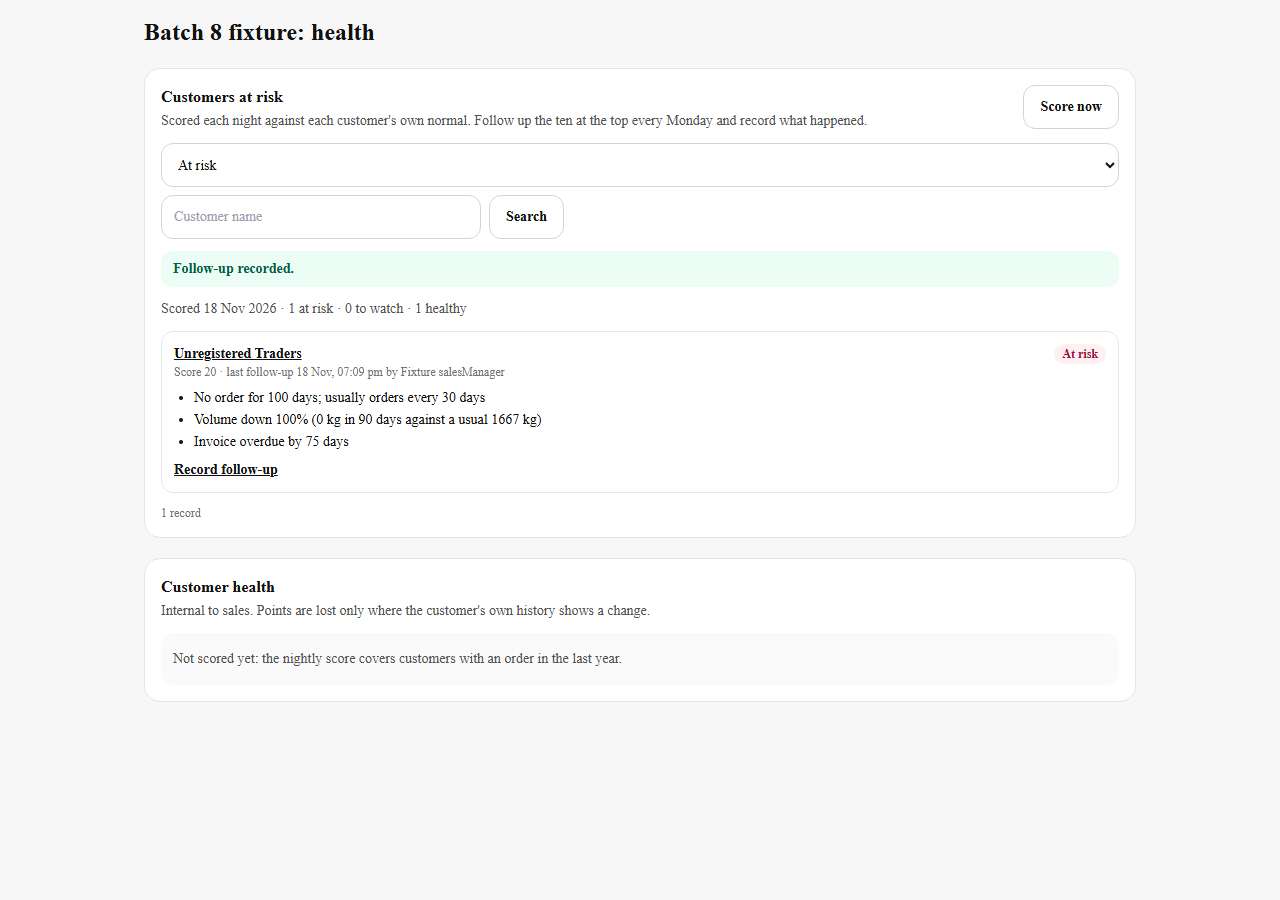 Batch 8 fixture: health
Customers at risk
Scored each night against each customer's own normal. Follow up the ten at the top every Monday and record what happened.
Score now
At risk
Customer name
Search
Follow-up recorded.
Scored 18 Nov 2026 · 1 at risk · 0 to watch · 1 healthy
Unregistered Traders
At risk
Score 20 · last follow-up 18 Nov, 07:09 pm by Fixture salesManager
• No order for 100 days; usually orders every 30 days
• Volume down 100% (0 kg in 90 days against a usual 1667 kg)
• Invoice overdue by 75 days
Record follow-up
1 record
Customer health
Internal to sales. Points are lost only where the customer's own history shows a change.
Not scored yet: the nightly score covers customers with an order in the last year.